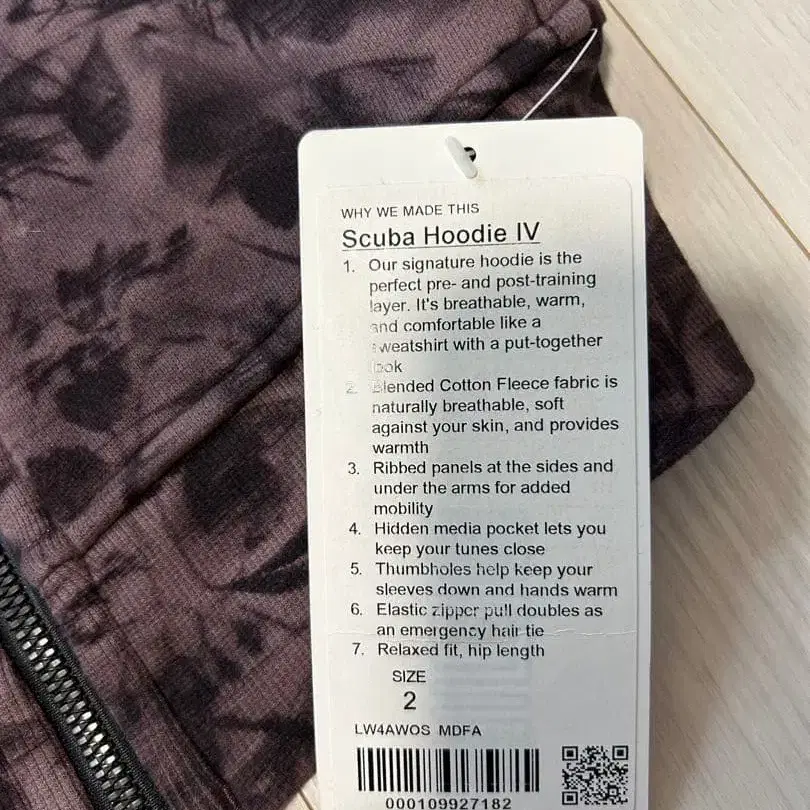 WHY WE MADE THIS
Scuba Hoodie IV
1. Our signature hoodie is the
perfect pre- and post-training
layer. It's breathable, warm,
and comfortable like a
sweatshirt with a put-together
look
2. Blended Cotton Fleece fabric is
naturally breathable, soft
against your skin, and provides
warmth
3. Ribbed panels at the sides and
under the arms for added
mobility
4. Hidden media pocket lets you
keep your tunes close
5. Thumbholes help keep your
sleeves down and hands warm
6. Elastic zipper pull doubles as
an emergency hair tie
7. Relaxed fit, hip length
SIZE
2
LW4AWOS MDFA
000109927182